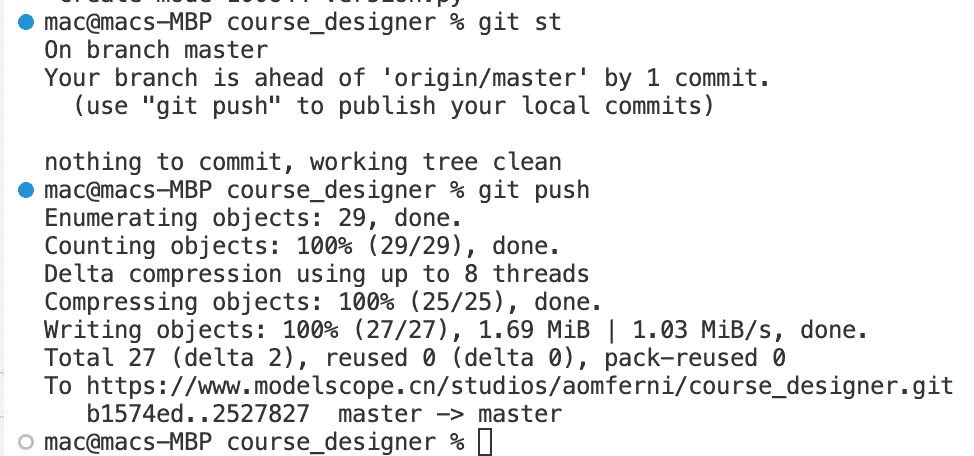 mac@macs-MBP course_designer % git st
On branch master
Your branch is ahead of 'origin/master' by 1 commit.
  (use "git push" to publish your local commits)
nothing to commit, working tree clean
mac@macs-MBP course_designer % git push
Enumerating objects: 29, done.
Counting objects: 100% (29/29), done.
Delta compression using up to 8 threads
Compressing objects: 100% (25/25), done.
Writing objects: 100% (27/27), 1.69 MiB | 1.03 MiB/s, done.
Total 27 (delta 2), reused 0 (delta 0), pack-reused 0
To https://www.modelscope.cn/studios/aomferni/course_designer.git
   b1574ed..2527827  master -> master
mac@macs-MBP course_designer %